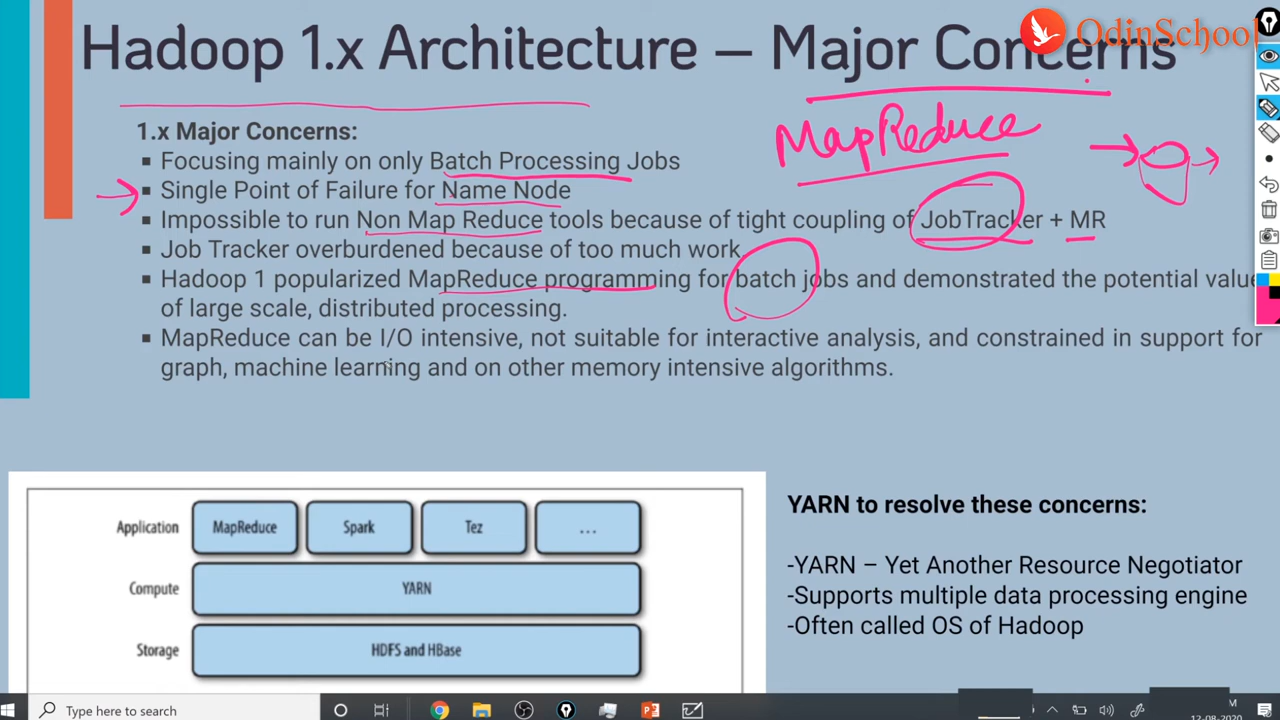 Hadoop 1.x Architecture – Major Concerns
OdinSchool
MapReduce
1.x Major Concerns:
▪ Focusing mainly on only Batch Processing Jobs
▪ Single Point of Failure for Name Node
▪ Impossible to run Non Map Reduce tools because of tight coupling of JobTracker + MR
▪ Job Tracker overburdened because of too much work.
▪ Hadoop 1 popularized MapReduce programming for batch jobs and demonstrated the potential value
of large scale, distributed processing.
▪ MapReduce can be I/O intensive, not suitable for interactive analysis, and constrained in support for
graph, machine learning and on other memory intensive algorithms.
Application MapReduce Spark Tez ...
Compute YARN
Storage HDFS and HBase
YARN to resolve these concerns:
-YARN – Yet Another Resource Negotiator
-Supports multiple data processing engine
-Often called OS of Hadoop
Type here to search
12-08-2020